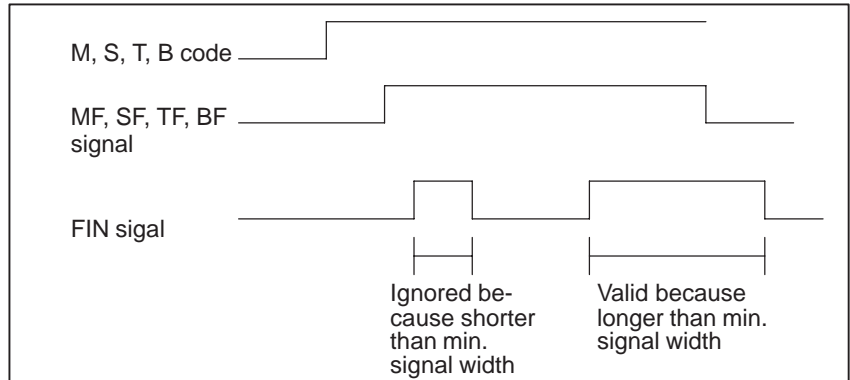 M, S, T, B code
MF, SF, TF, BF
signal
FIN sigal
Ignored be-
cause shorter
than min.
signal width
Valid because
longer than min.
signal width